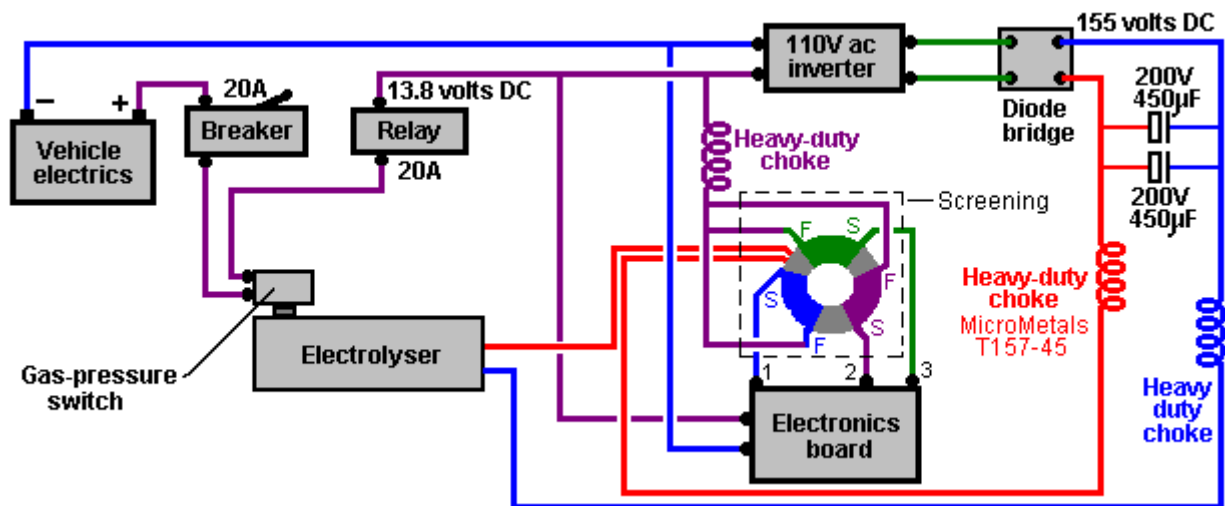 155 volts DC
110V ac
inverter
Diode
bridge
200V
450µF
200V
450µF
–
+
20A
Breaker
13.8 volts DC
Relay
20A
Vehicle
electrics
Heavy-duty
choke
Screening
F
S
F
S
F
S
Heavy-duty
choke
MicroMetals
T157-45
Heavy
duty
choke
Electrolyser
Gas-pressure
switch
1
2
3
Electronics
board